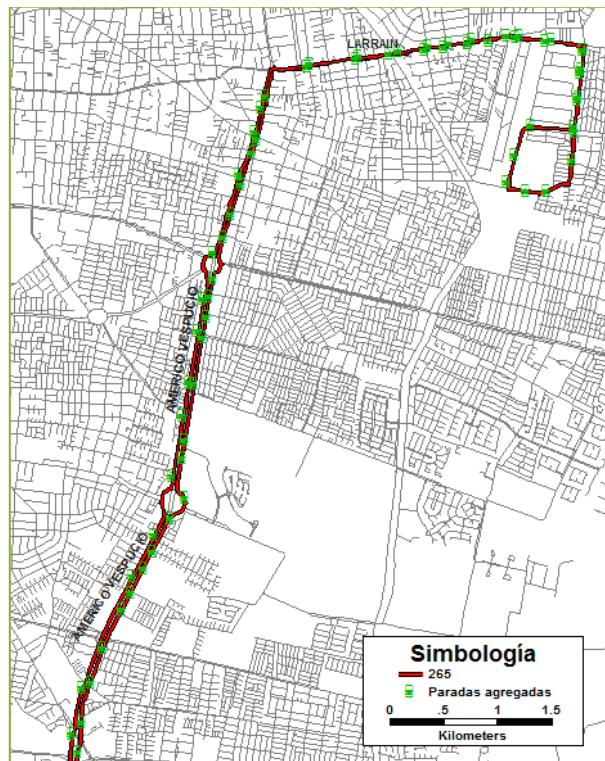 LARRAIN
AMERICO VESPUCIO
AMERICO VESPUCIO
Simbología
265
Paradas agregadas
0 .5 1 1.5
Kilometers